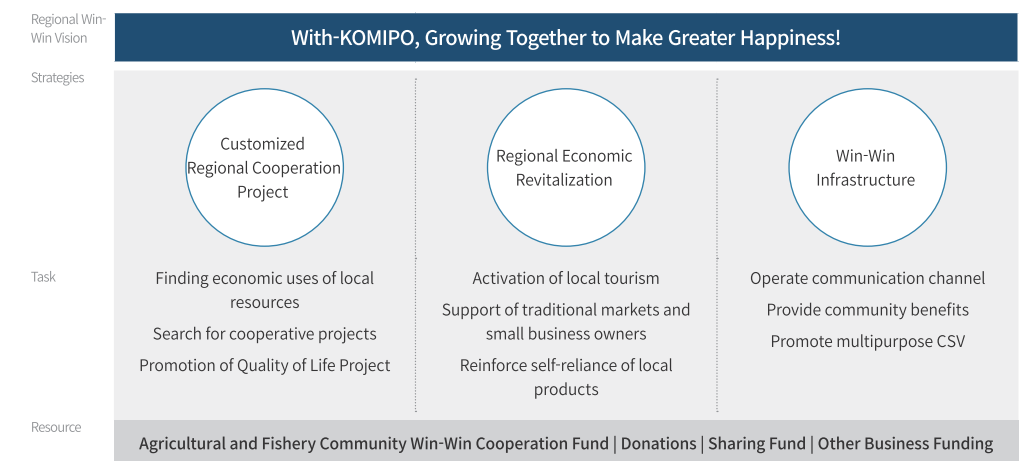 Regional Win-
Win Vision
With-KOMIPO, Growing Together to Make Greater Happiness!
Strategies
Customized
Regional Cooperation
Project
Regional Economic
Revitalization
Win-Win
Infrastructure
Task
Finding economic uses of local
resources
Search for cooperative projects
Promotion of Quality of Life Project
Activation of local tourism
Support of traditional markets and
small business owners
Reinforce self-reliance of local
products
Operate communication channel
Provide community benefits
Promote multipurpose CSV
Resource
Agricultural and Fishery Community Win-Win Cooperation Fund | Donations | Sharing Fund | Other Business Funding